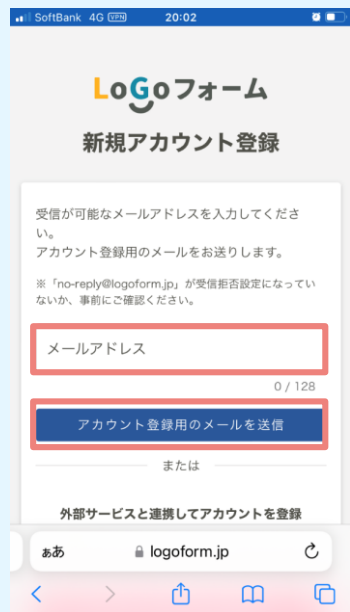 SoftBank 4G VPN 20:02
LoGoフォーム
新規アカウント登録
受信が可能なメールアドレスを入力してくださ
い。
アカウント登録用のメールをお送りします。
※「no-reply@logoform.jp」が受信拒否設定になってい
ないか、事前にご確認ください。
メールアドレス
0 / 128
アカウント登録用のメールを送信
または
外部サービスと連携してアカウントを登録
ぁあ logoform.jp